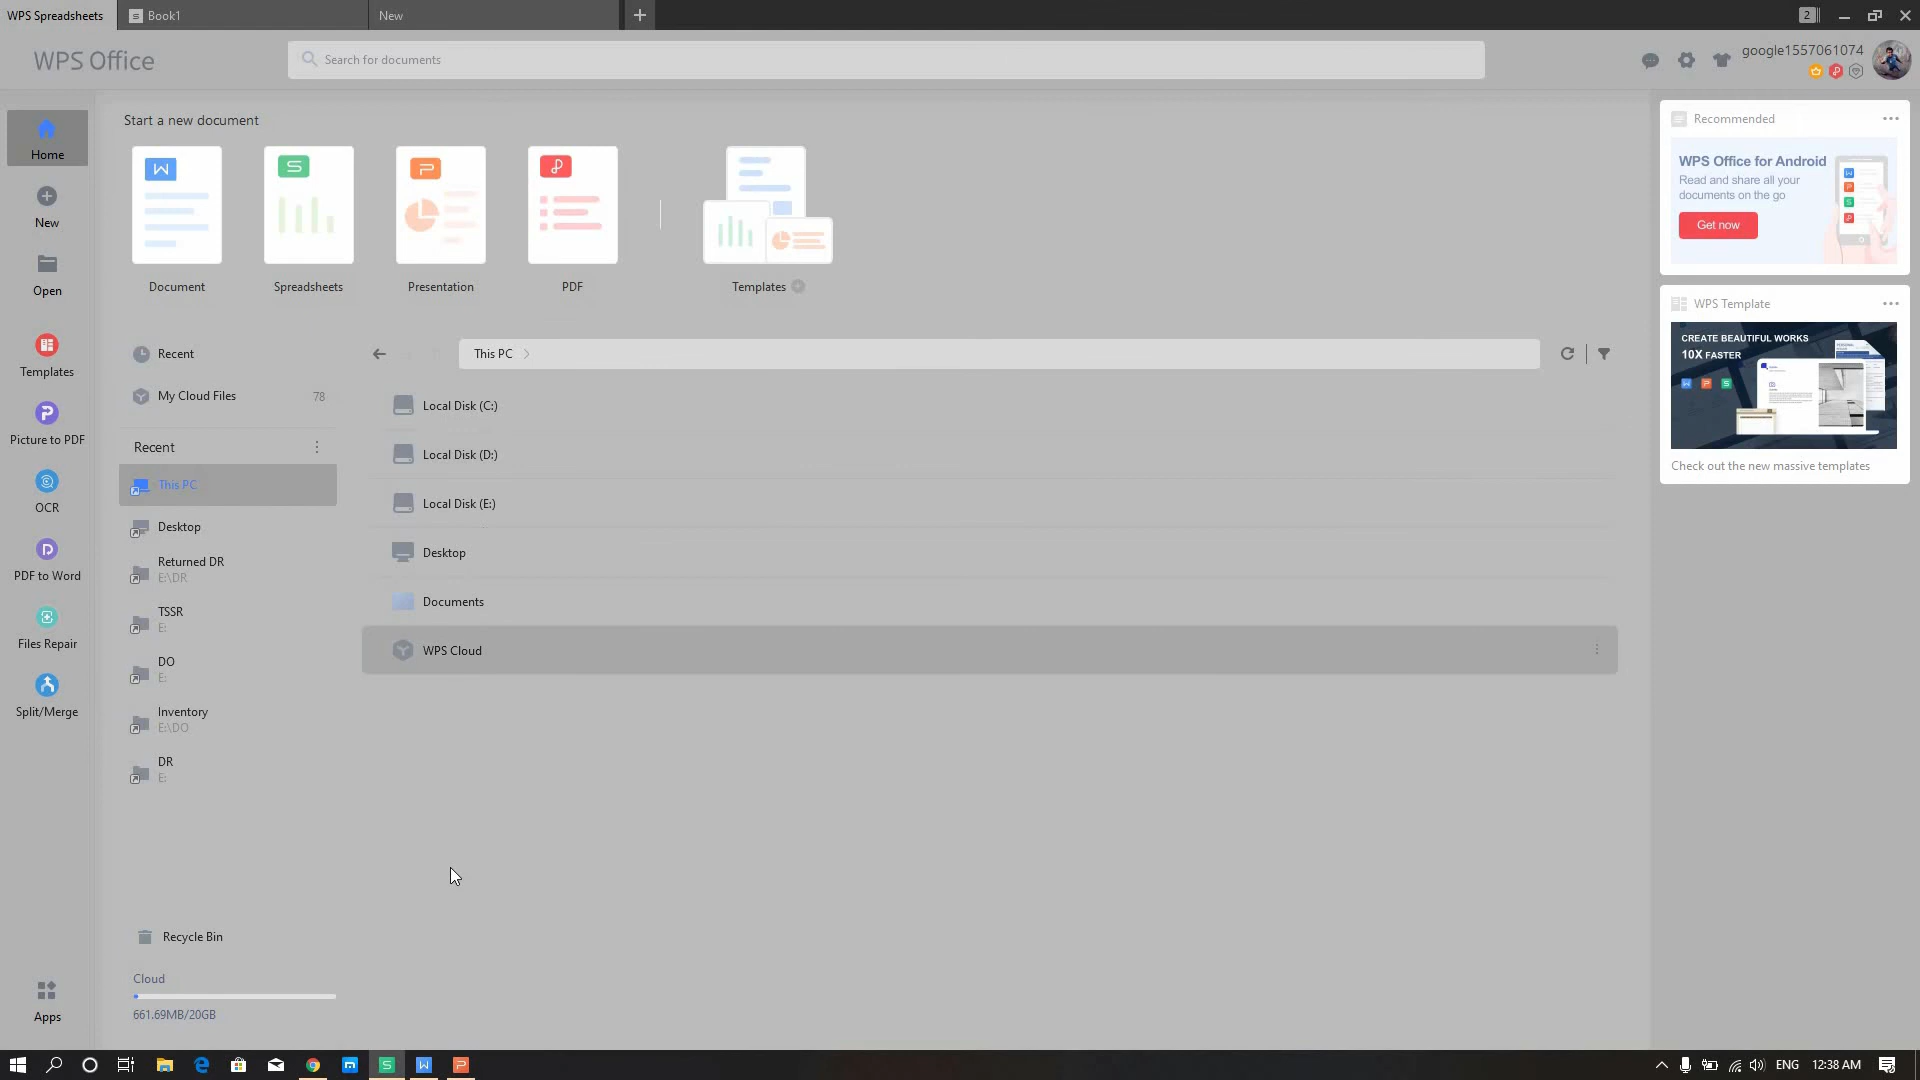 WPS Spreadsheets
Book1
New
2
WPS Office
Search for documents
google1557061074
Home
New
Open
Templates
Picture to PDF
OCR
PDF to Word
Files Repair
Split/Merge
Apps
Start a new document
Document
Spreadsheets
Presentation
PDF
Templates
Recent
My Cloud Files 78
Recent
This PC
Desktop
Returned DR
E:\DR
TSSR
E:
DO
E:
Inventory
E:\DO
DR
E:
Recycle Bin
Cloud
661.69MB/20GB
This PC
Local Disk (C:)
Local Disk (D:)
Local Disk (E:)
Desktop
Documents
WPS Cloud
Recommended
WPS Office for Android
Read and share all your
documents on the go
Get now
WPS Template
CREATE BEAUTIFUL WORKS
10X FASTER
Check out the new massive templates
ENG
12:38 AM